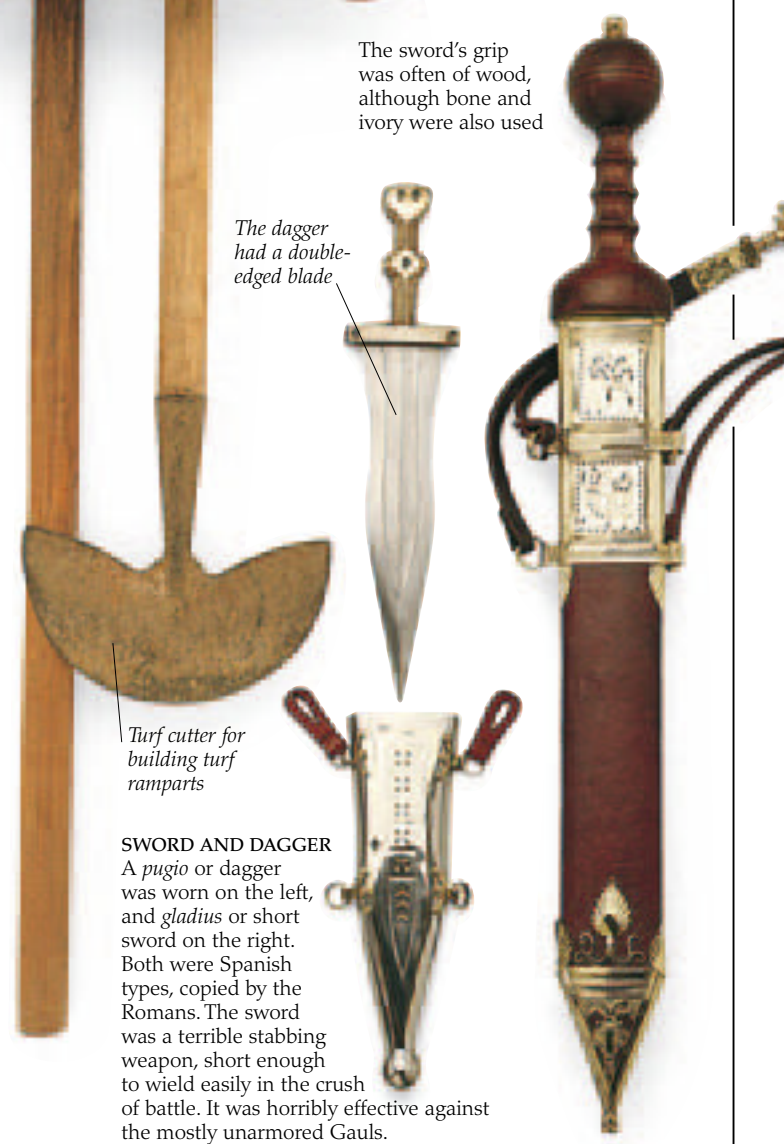 The sword’s grip
was often of wood,
although bone and
ivory were also used
The dagger
had a double-
edged blade
Turf cutter for
building turf
ramparts
SWORD AND DAGGER
A pugio or dagger
was worn on the left,
and gladius or short
sword on the right.
Both were Spanish
types, copied by the
Romans. The sword
was a terrible stabbing
weapon, short enough
to wield easily in the crush
of battle. It was horribly effective against
the mostly unarmored Gauls.